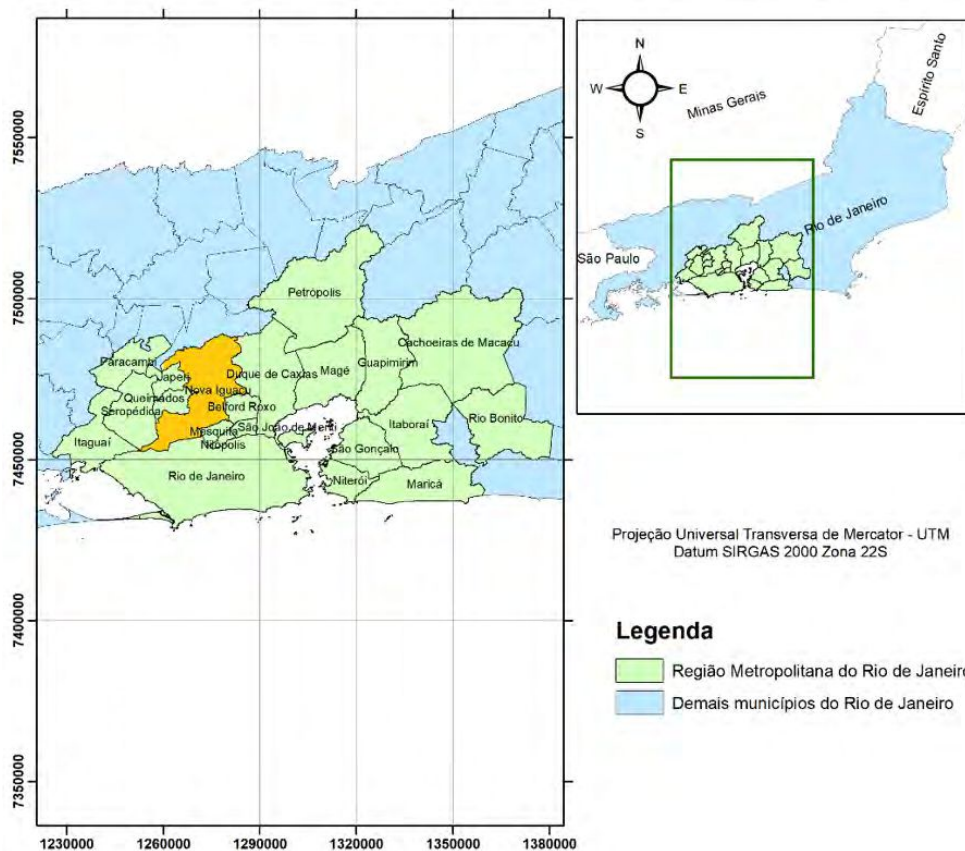 7550000
7500000
7450000
7400000
7350000
1230000
1260000
1290000
1320000
1350000
1380000
Petrópolis
Cachoeiras de Macacu
Paracambi
Japeri
Duque de Caxias
Magé
Guapimirim
Nova Iguaçu
Queimados
Seropédica
Belford Roxo
Itaboraí
Rio Bonito
São João de Meriti
Mesquita
Nilópolis
Itaguaí
São Gonçalo
Rio de Janeiro
Niterói
Maricá
N
W
E
S
Minas Gerais
Espírito Santo
Rio de Janeiro
São Paulo
Projeção Universal Transversa de Mercator - UTM
Datum SIRGAS 2000 Zona 22S
Legenda
Região Metropolitana do Rio de Janeir
Demais municípios do Rio de Janeiro